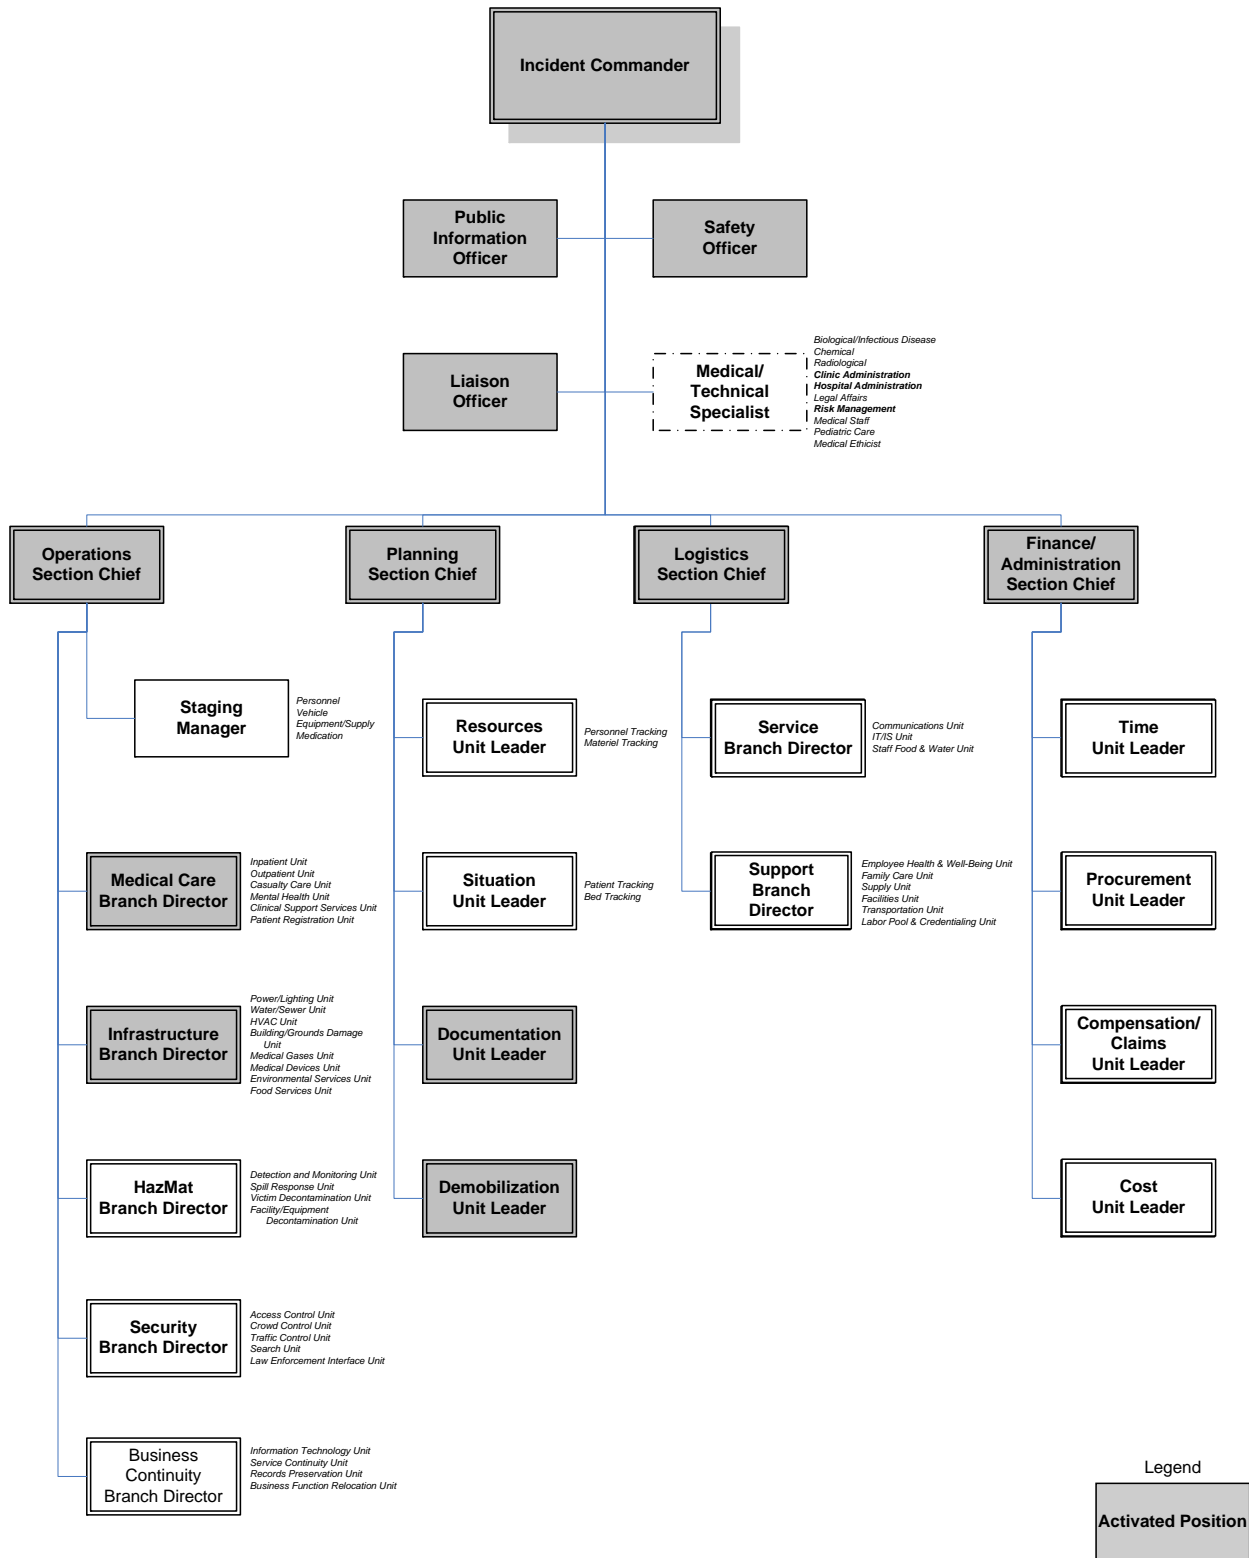 Incident Commander
Public
Information
Officer
Safety
Officer
Liaison
Officer
Medical/
Technical
Specialist
Biological/Infectious Disease
Chemical
Radiological
Clinic Administration
Hospital Administration
Legal Affairs
Risk Management
Medical Staff
Pediatric Care
Medical Ethicist
Operations
Section Chief
Planning
Section Chief
Logistics
Section Chief
Finance/
Administration
Section Chief
Staging
Manager
Personnel
Vehicle
Equipment/Supply
Medication
Resources
Unit Leader
Personnel Tracking
Materiel Tracking
Service
Branch Director
Communications Unit
IT/IS Unit
Staff Food & Water Unit
Time
Unit Leader
Medical Care
Branch Director
Inpatient Unit
Outpatient Unit
Casualty Care Unit
Mental Health Unit
Clinical Support Services Unit
Patient Registration Unit
Situation
Unit Leader
Patient Tracking
Bed Tracking
Support
Branch
Director
Employee Health & Well-Being Unit
Family Care Unit
Supply Unit
Facilities Unit
Transportation Unit
Labor Pool & Credentialing Unit
Procurement
Unit Leader
Infrastructure
Branch Director
Power/Lighting Unit
Water/Sewer Unit
HVAC Unit
Building/Grounds Damage
Unit
Medical Gases Unit
Medical Devices Unit
Environmental Services Unit
Food Services Unit
Documentation
Unit Leader
Compensation/
Claims
Unit Leader
HazMat
Branch Director
Detection and Monitoring Unit
Spill Response Unit
Victim Decontamination Unit
Facility/Equipment
Decontamination Unit
Demobilization
Unit Leader
Cost
Unit Leader
Security
Branch Director
Access Control Unit
Crowd Control Unit
Traffic Control Unit
Search Unit
Law Enforcement Interface Unit
Business
Continuity
Branch Director
Information Technology Unit
Service Continuity Unit
Records Preservation Unit
Business Function Relocation Unit
Legend
Activated Position